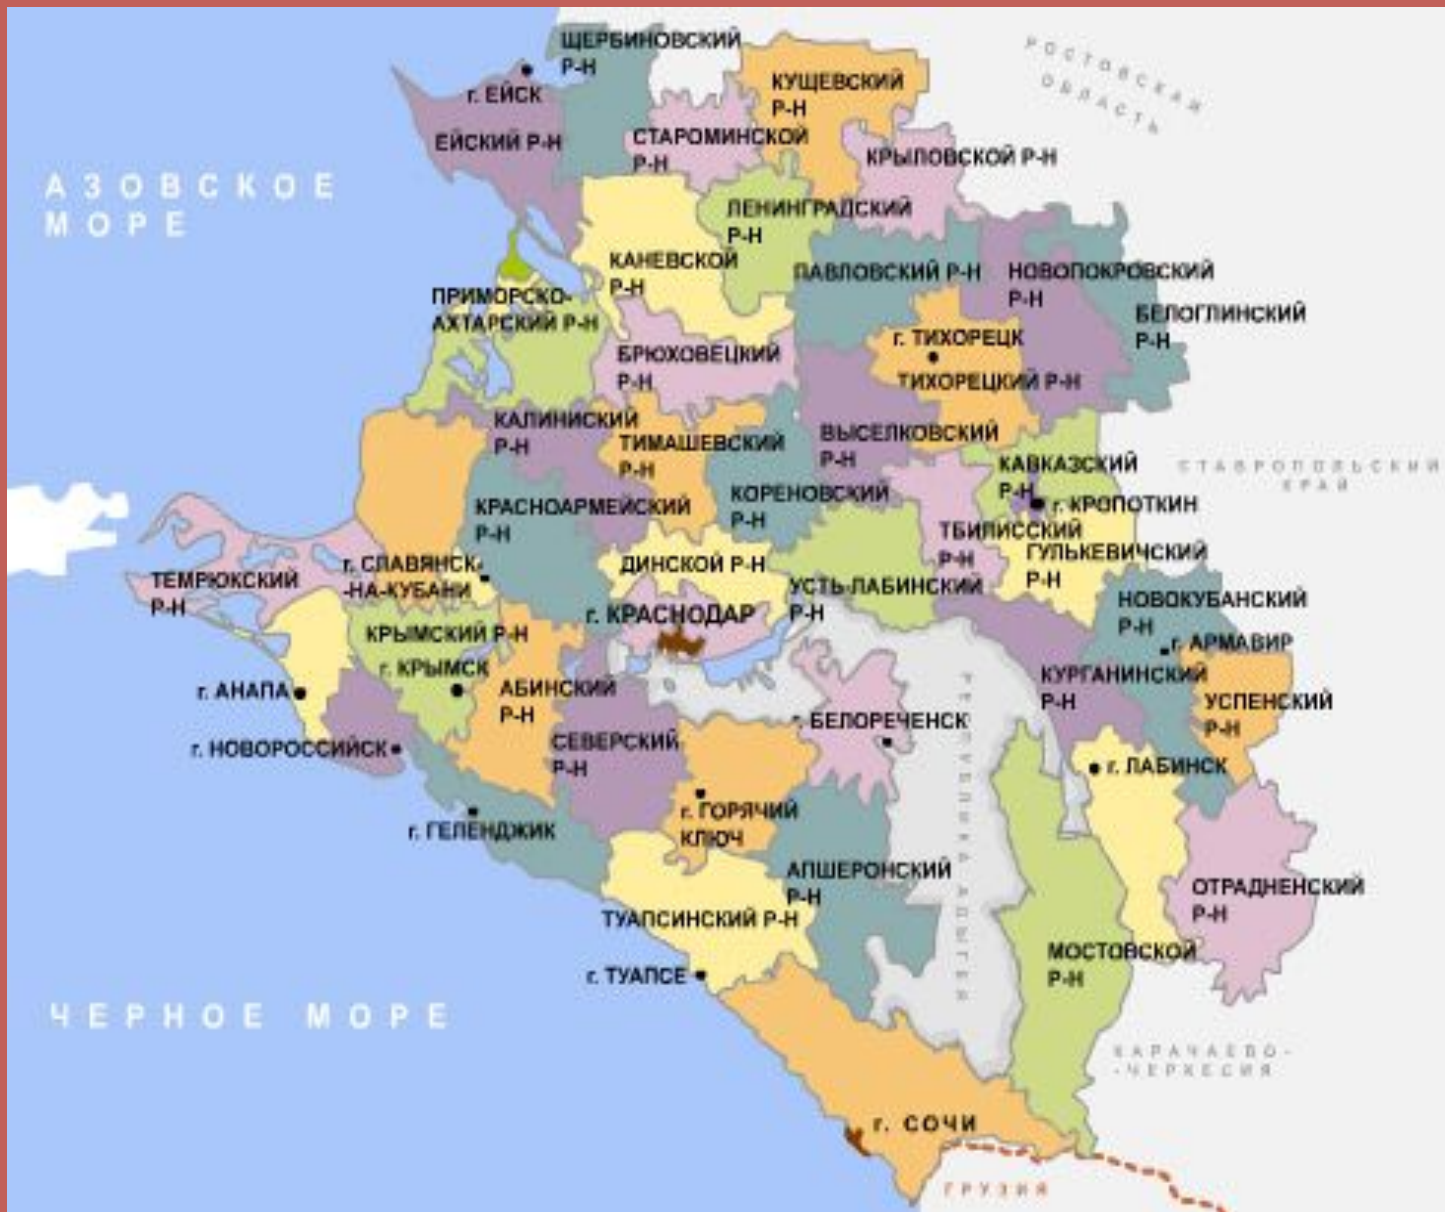 ЩЕРБИНОВСКИЙ
Р-Н
г. ЕЙСК
ЕЙСКИЙ Р-Н
КУЩЕВСКИЙ
Р-Н
РОСТОВСКАЯ
ОБЛАСТЬ
СТАРОМИНСКОЙ
Р-Н
КРЫЛОВСКОЙ Р-Н
АЗОВСКОЕ
МОРЕ
ЛЕНИНГРАДСКИЙ
Р-Н
КАНЕВСКОЙ
Р-Н
ПАВЛОВСКИЙ Р-Н
НОВОПОКРОВСКИЙ
Р-Н
ПРИМОРСКО-
АХТАРСКИЙ Р-Н
БЕЛОГЛИНСКИЙ
Р-Н
г. ТИХОРЕЦК
БРЮХОВЕЦКИЙ
Р-Н
ТИХОРЕЦКИЙ Р-Н
КАЛИНИСКИЙ
Р-Н
ТИМАШЕВСКИЙ
Р-Н
ВЫСЕЛКОВСКИЙ
Р-Н
КАВКАЗСКИЙ
Р-Н
СТАВРОПОЛЬСКИЙ
КРАЙ
КРАСНОАРМЕЙСКИЙ
Р-Н
КОРЕНОВСКИЙ
Р-Н
г. КРОПОТКИН
ТБИЛИССКИЙ
Р-Н
ГУЛЬКЕВИЧСКИЙ
Р-Н
ТЕМРЮКСКИЙ
Р-Н
г. СЛАВЯНСК-
-НА-КУБАНИ
ДИНСКОЙ Р-Н
УСТЬ-ЛАБИНСКИЙ
Р-Н
НОВОКУБАНСКИЙ
Р-Н
г. КРАСНОДАР
КРЫМСКИЙ Р-Н
г. КРЫМСК
г. АРМАВИР
г. АНАПА
АБИНСКИЙ
Р-Н
КУРГАНИНСКИЙ
Р-Н
УСПЕНСКИЙ
Р-Н
г. БЕЛОРЕЧЕНСК
РЕСПУБЛИКА АДЫГЕЯ
г. НОВОРОССИЙСК
СЕВЕРСКИЙ
Р-Н
г. ЛАБИНСК
г. ГОРЯЧИЙ
КЛЮЧ
г. ГЕЛЕНДЖИК
АПШЕРОНСКИЙ
Р-Н
ОТРАДНЕНСКИЙ
Р-Н
ТУАПСИНСКИЙ Р-Н
МОСТОВСКОЙ
Р-Н
г. ТУАПСЕ
ЧЕРНОЕ МОРЕ
КАРАЧАЕВО-
-ЧЕРКЕСИЯ
г. СОЧИ
ГРУЗИЯ